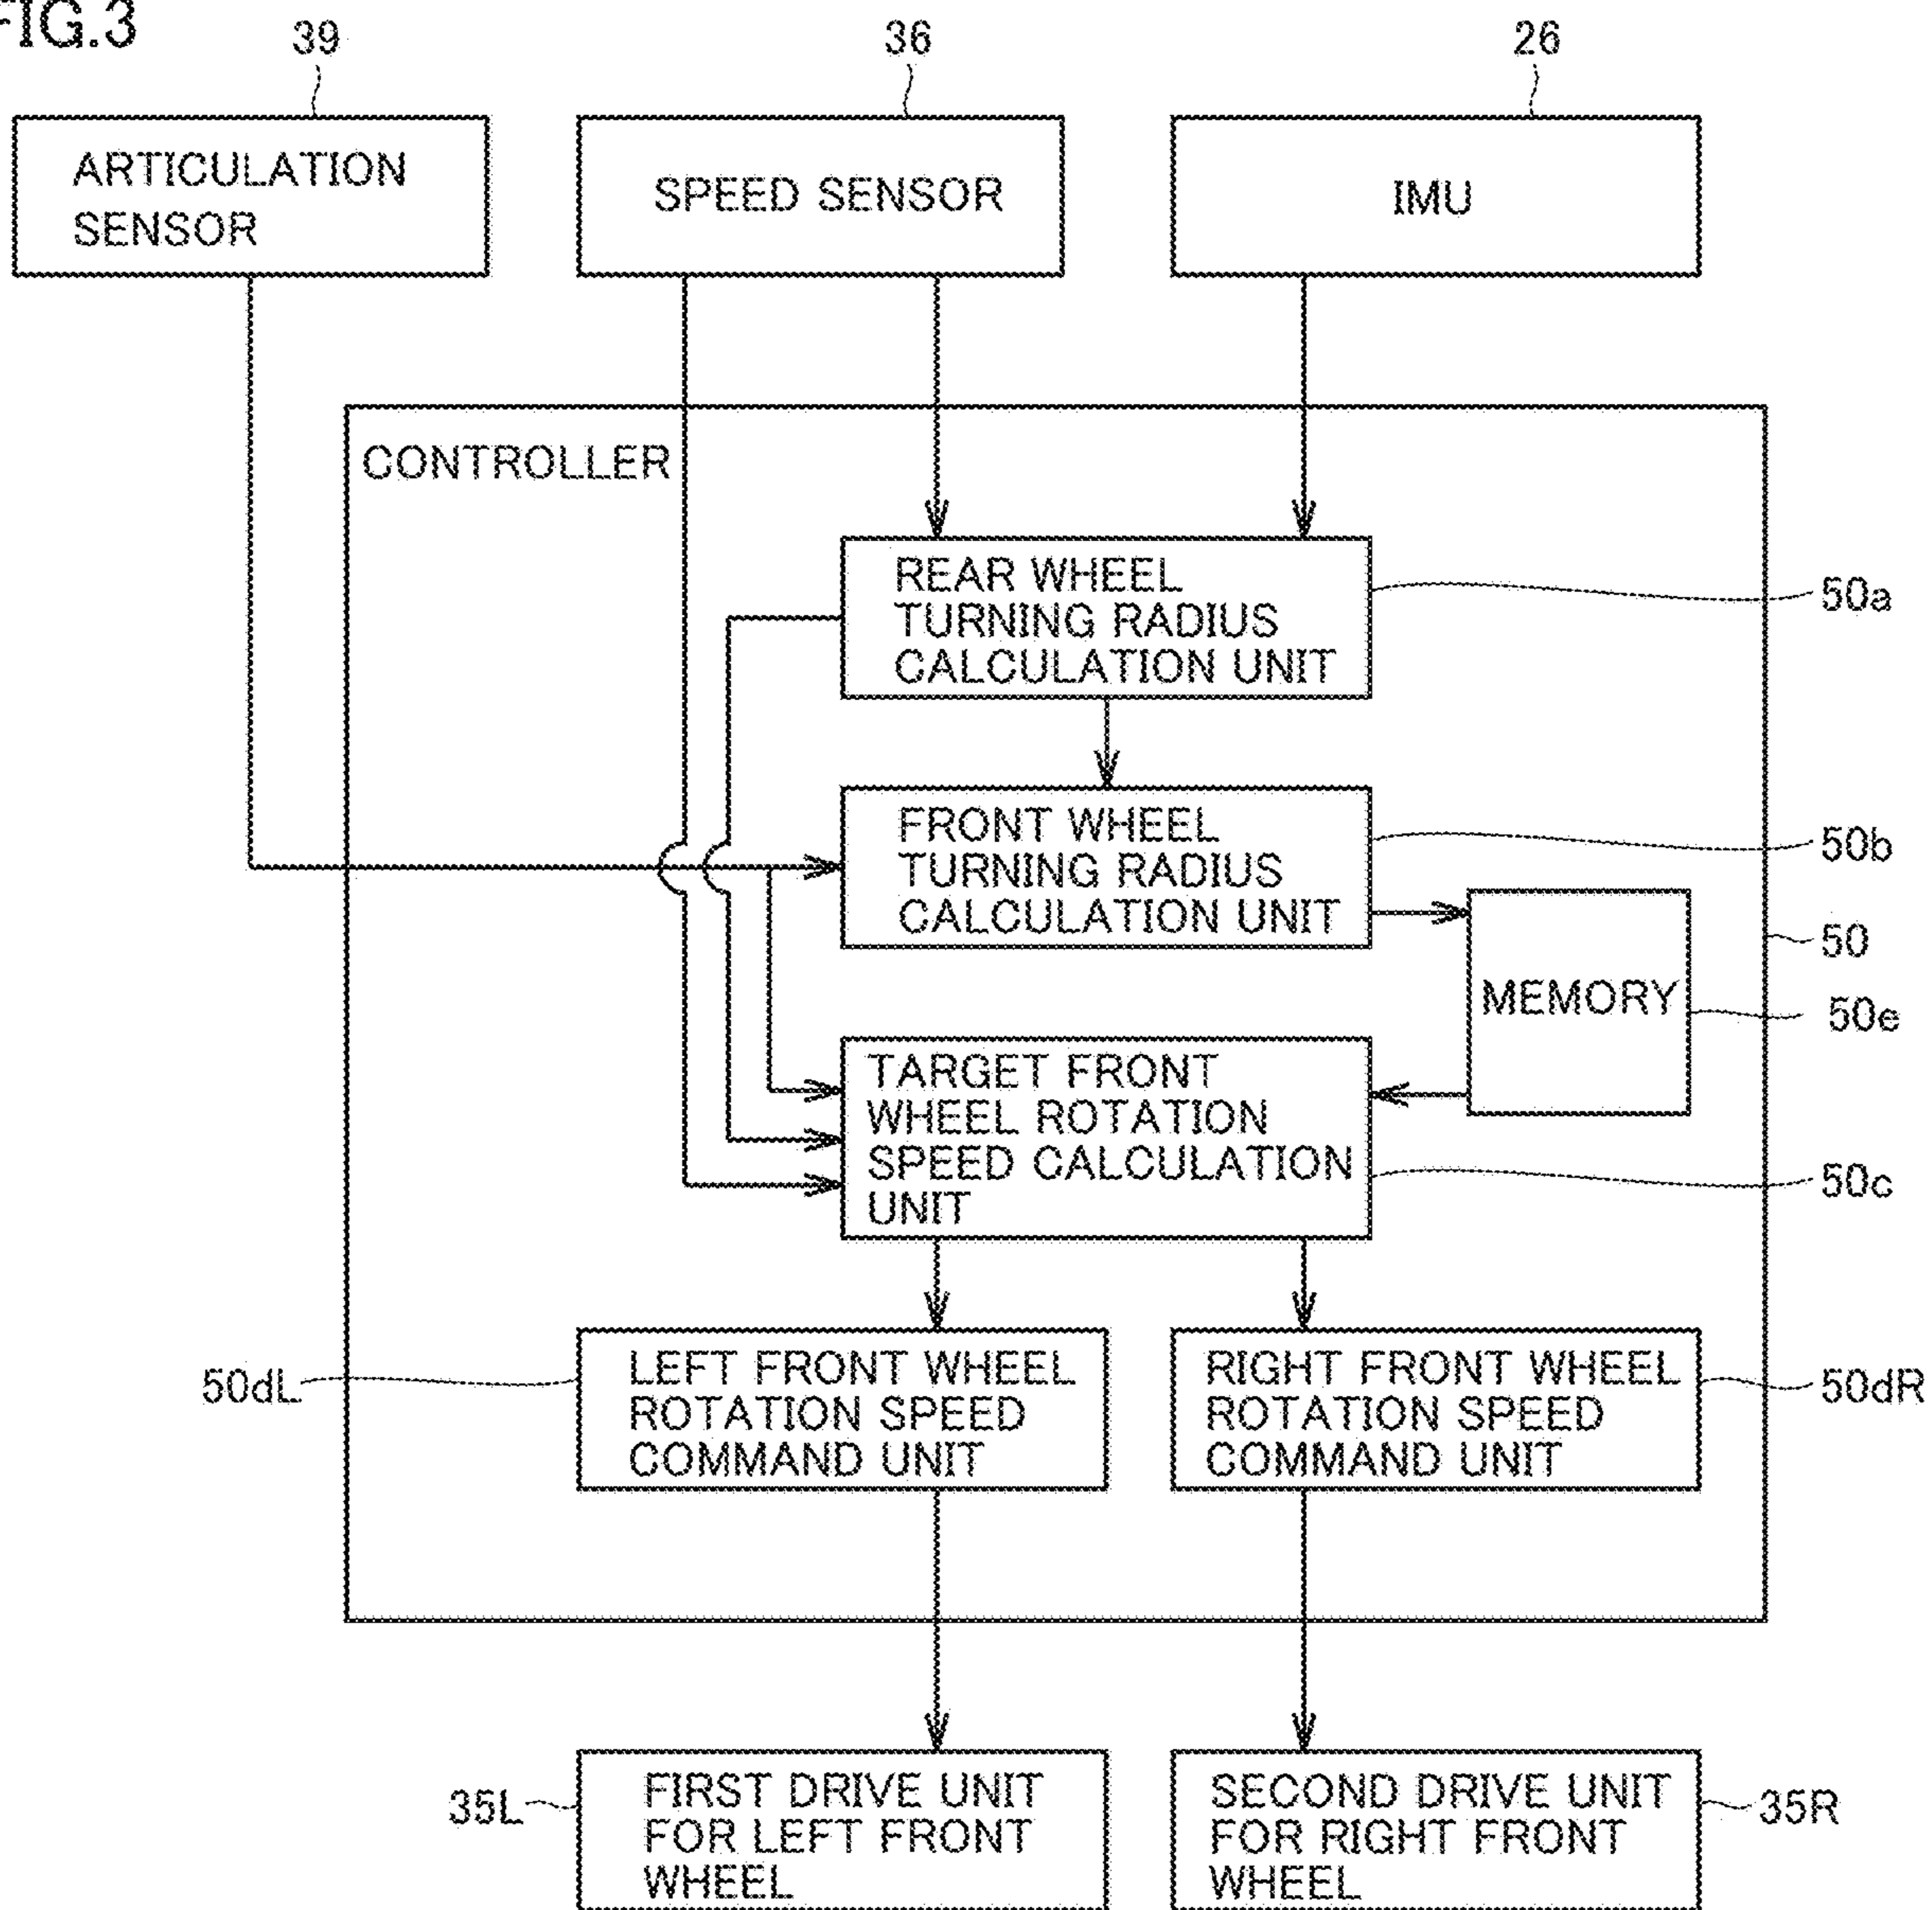 FIG.3
39
36
26
ARTICULATION
SENSOR
SPEED SENSOR
IMU
CONTROLLER
REAR WHEEL
TURNING RADIUS
CALCULATION UNIT
50a
FRONT WHEEL
TURNING RADIUS
CALCULATION UNIT
50b
50
MEMORY
50e
TARGET FRONT
WHEEL ROTATION
SPEED CALCULATION
UNIT
50c
50dL
LEFT FRONT WHEEL
ROTATION SPEED
COMMAND UNIT
RIGHT FRONT WHEEL
ROTATION SPEED
COMMAND UNIT
50dR
35L
FIRST DRIVE UNIT
FOR LEFT FRONT
WHEEL
SECOND DRIVE UNIT
FOR RIGHT FRONT
WHEEL
35R